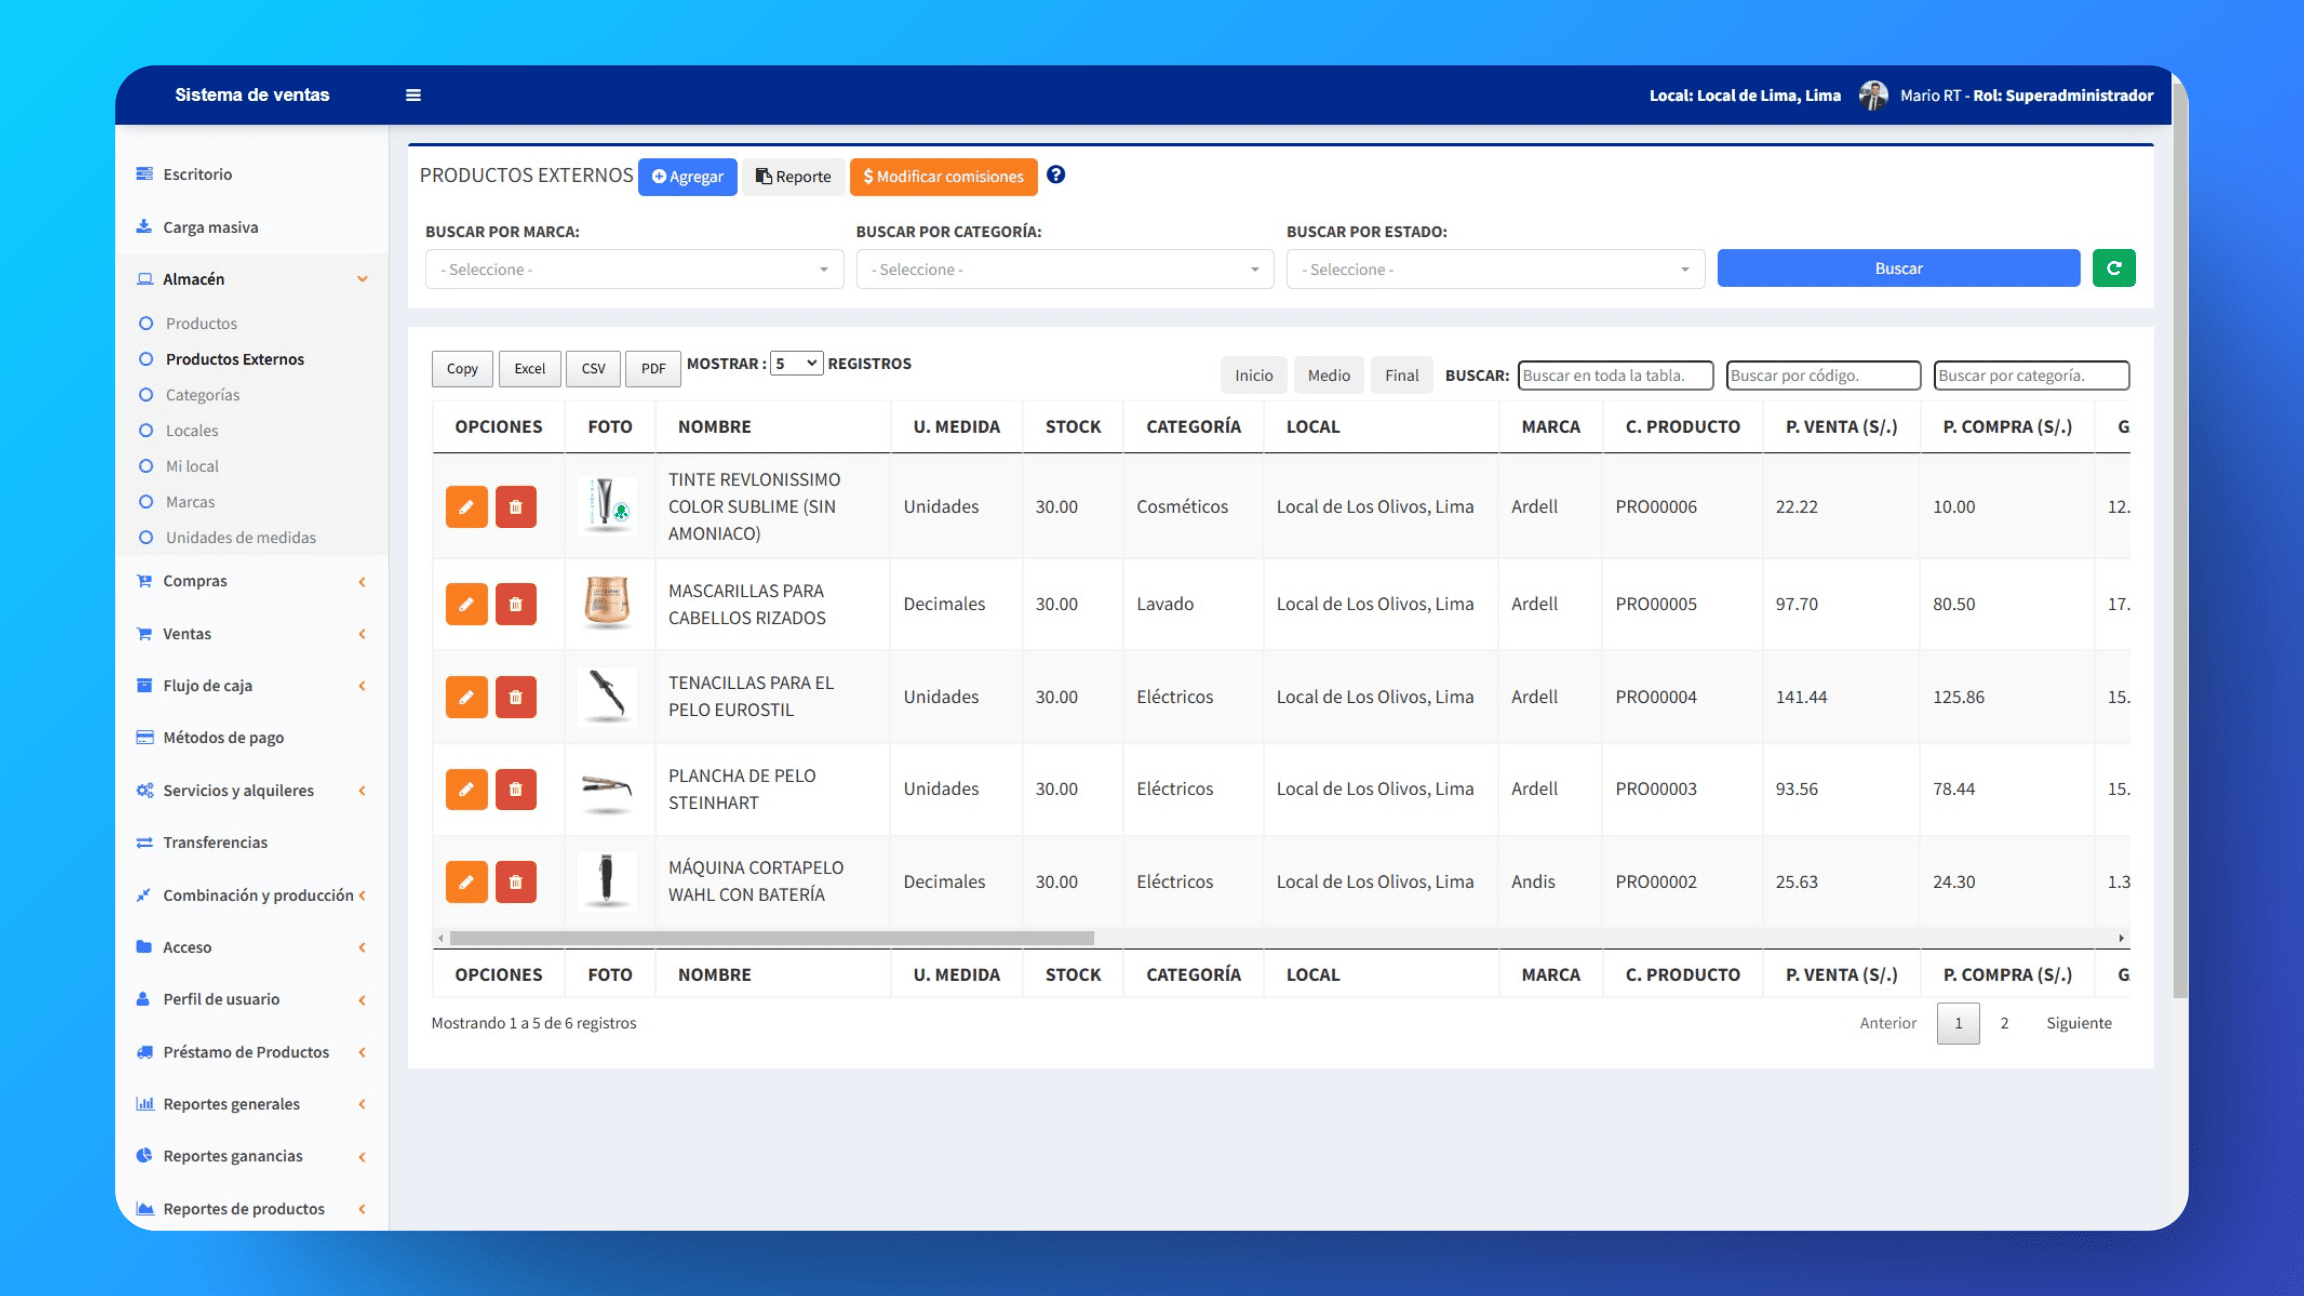 Sistema de ventas
Local: Local de Lima, Lima
Mario RT - Rol: Superadministrador
Escritorio
Carga masiva
Almacén
Productos
Productos Externos
Categorías
Locales
Mi local
Marcas
Unidades de medidas
Compras
Ventas
Flujo de caja
Métodos de pago
Servicios y alquileres
Transferencias
Combinación y producción
Acceso
Perfil de usuario
Préstamo de Productos
Reportes generales
Reportes ganancias
Reportes de productos
PRODUCTOS EXTERNOS Agregar Reporte $ Modificar comisiones ?
BUSCAR POR MARCA: BUSCAR POR CATEGORÍA: BUSCAR POR ESTADO:
- Seleccione - - Seleccione - - Seleccione - Buscar
Copy Excel CSV PDF MOSTRAR : 5 REGISTROS Inicio Medio Final BUSCAR: Buscar en toda la tabla. Buscar por código. Buscar por categoría.
OPCIONES FOTO NOMBRE U. MEDIDA STOCK CATEGORÍA LOCAL MARCA C. PRODUCTO P. VENTA (S/.) P. COMPRA (S/.) G
TINTE REVLONISSIMO
COLOR SUBLIME (SIN
AMONIACO)
Unidades 30.00 Cosméticos Local de Los Olivos, Lima Ardell PRO00006 22.22 10.00 12.
MASCARILLAS PARA
CABELLOS RIZADOS
Decimales 30.00 Lavado Local de Los Olivos, Lima Ardell PRO00005 97.70 80.50 17.
TENACILLAS PARA EL
PELO EUROSTIL
Unidades 30.00 Eléctricos Local de Los Olivos, Lima Ardell PRO00004 141.44 125.86 15.
PLANCHA DE PELO
STEINHART
Unidades 30.00 Eléctricos Local de Los Olivos, Lima Ardell PRO00003 93.56 78.44 15.
MÁQUINA CORTAPELO
WAHL CON BATERÍA
Decimales 30.00 Eléctricos Local de Los Olivos, Lima Andis PRO00002 25.63 24.30 1.3
OPCIONES FOTO NOMBRE U. MEDIDA STOCK CATEGORÍA LOCAL MARCA C. PRODUCTO P. VENTA (S/.) P. COMPRA (S/.) G
Mostrando 1 a 5 de 6 registros
Anterior 1 2 Siguiente